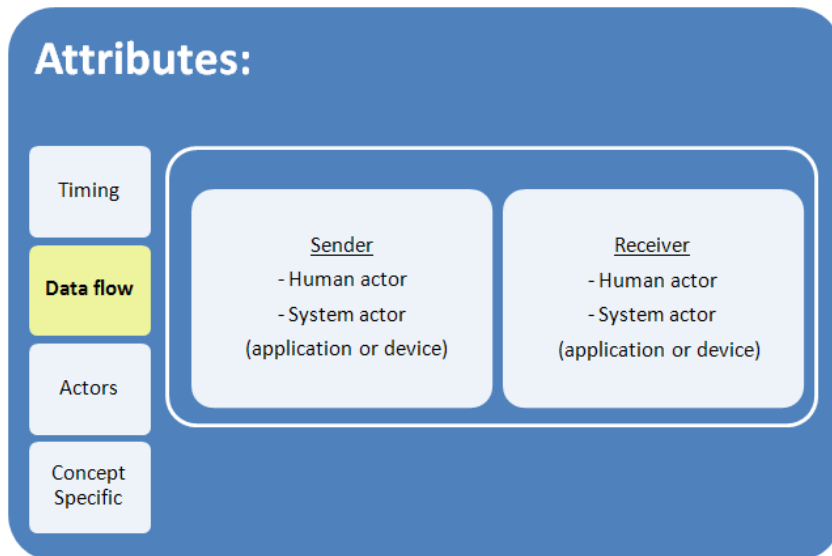 Attributes:
Timing
Data flow
Actors
Concept
Specific
Sender
- Human actor
- System actor
(application or device)
Receiver
- Human actor
- System actor
(application or device)